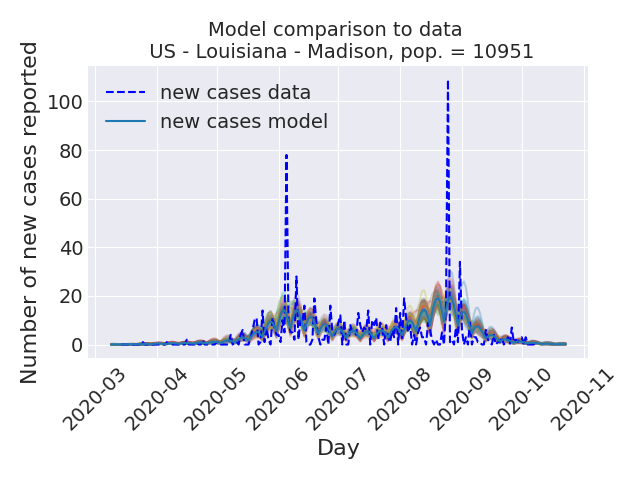 Model comparison to data
US - Louisiana - Madison, pop. = 10951
Number of new cases reported
100
80
60
40
20
0
new cases data
new cases model
2020-03
2020-04
2020-05
2020-06
2020-07
2020-08
2020-09
2020-10
2020-11
Day